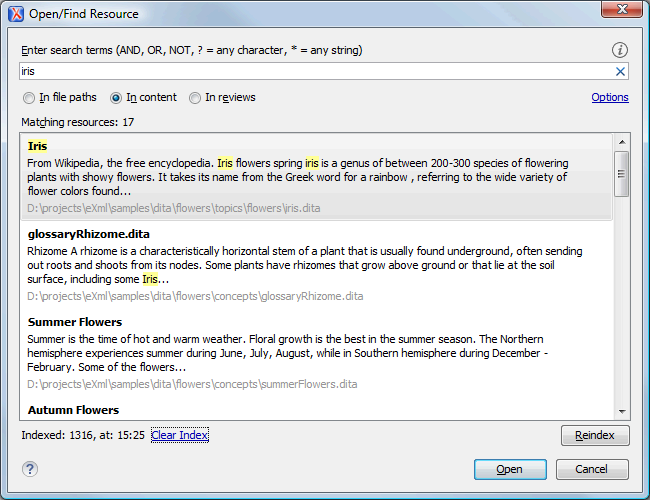 Open/Find Resource
Enter search terms (AND, OR, NOT, ? = any character, * = any string)
iris
In file paths In content In reviews Options
Matching resources: 17
Iris
From Wikipedia, the free encyclopedia. Iris flowers spring iris is a genus of between 200-300 species of flowering
plants with showy flowers. It takes its name from the Greek word for a rainbow , referring to the wide variety of
flower colors found...
D:\projects\eXml\samples\dita\flowers\topics\flowers\iris.dita
glossaryRhizome.dita
Rhizome A rhizome is a characteristically horizontal stem of a plant that is usually found underground, often sending
out roots and shoots from its nodes. Some plants have rhizomes that grow above ground or that lie at the soil
surface, including some Iris...
D:\projects\eXml\samples\dita\flowers\concepts\glossaryRhizome.dita
Summer Flowers
Summer is the time of hot and warm weather. Floral growth is the best in the summer season. The Northern
hemisphere experiences summer during June, July, August, while in Southern hemisphere during December -
February. Some of the flowers...
D:\projects\eXml\samples\dita\flowers\concepts\summerFlowers.dita
Autumn Flowers
Indexed: 1316, at: 15:25 Clear Index Reindex
? Open Cancel